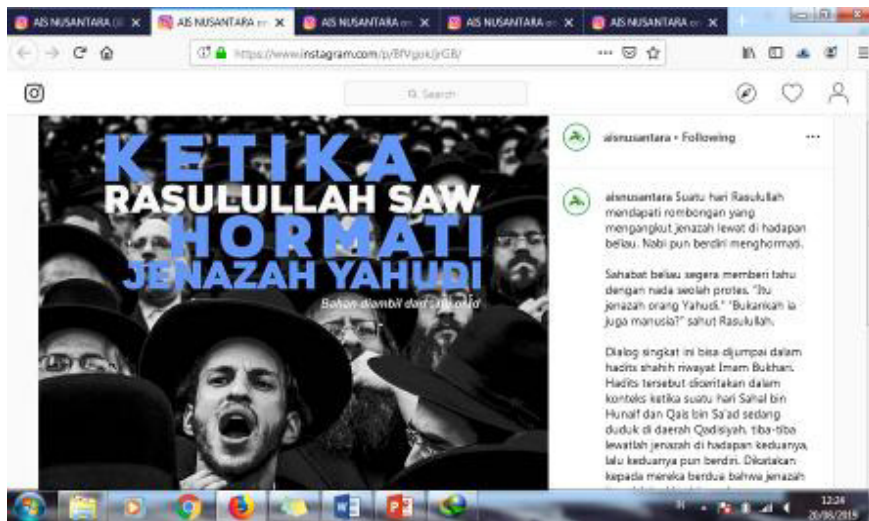 AIS NUSANTARA
AIS NUSANTARA
AIS NUSANTARA
AIS NUSANTARA
AIS NUSANTARA
https://www.instagram.com/p/
Search
KETIKA
RASULULLAH SAW
HORMATI
JENAZAH YAHUDI
Bahan diambil dari
aisnusantara • Following
aisnusantara Suatu hari Rasulullah
mendapati rombongan yang
mengangkut jenazah lewat di hadapan
beliau. Nabi pun berdiri menghormati.
Sahabat beliau segera memberi tahu
dengan nada seolah protes, "Itu
jenazah orang Yahudi." "Bukankah ia
juga manusia?" sahut Rasulullah.
Dialog singkat ini bisa dijumpai dalam
hadits shahih riwayat Imam Bukhari.
Hadits tersebut diceritakan dalam
konteks ketika suatu hari Sahal bin
Hunaif dan Qais bin Sa'ad sedang
duduk di daerah Qadisiyah, tiba-tiba
lewatlah jenazah di hadapan keduanya,
lalu keduanya pun berdiri. Dikatakan
kepada mereka berdua bahwa jenazah
12:24
20/08/2019